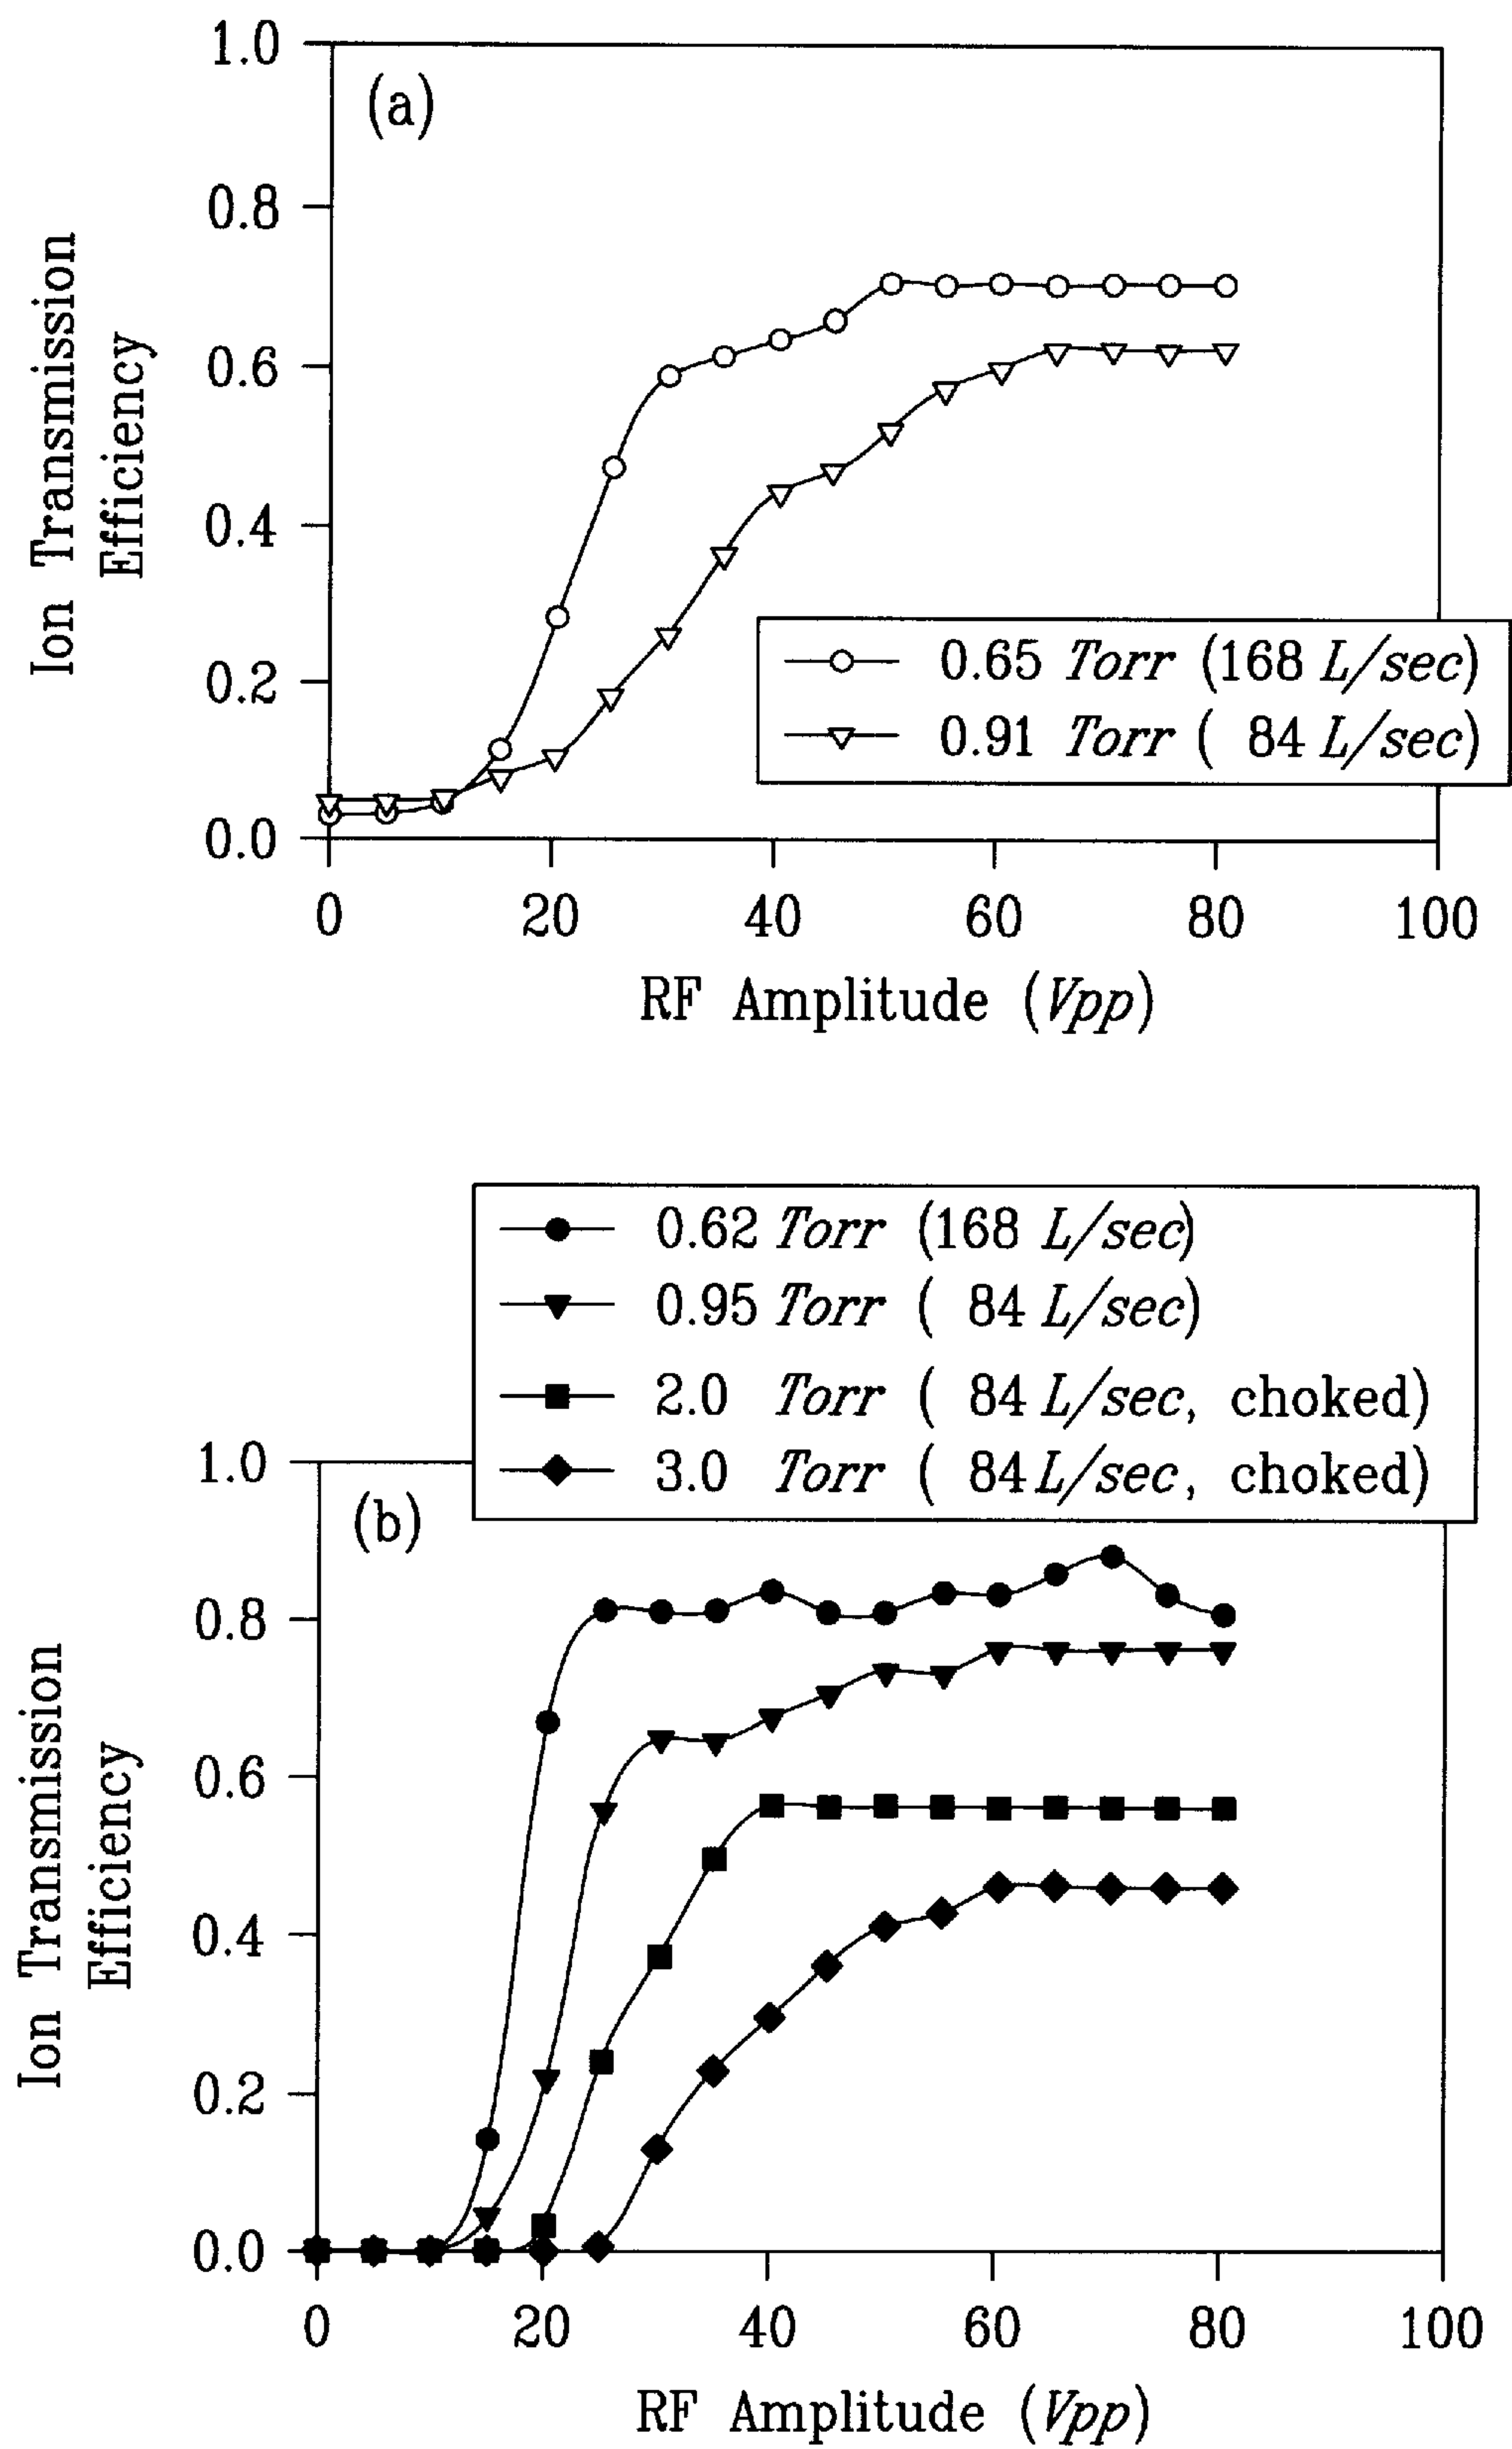 (a)
1.0
0.8
0.6
0.4
0.2
0.0
Ion Transmission
Efficiency
0.65 Torr (168 L/sec)
0.91 Torr ( 84 L/sec)
0 20 40 60 80 100
RF Amplitude (Vpp)
0.62 Torr (168 L/sec)
0.95 Torr ( 84 L/sec)
2.0 Torr ( 84 L/sec, choked)
3.0 Torr ( 84 L/sec, choked)
(b)
1.0
0.8
0.6
0.4
0.2
0.0
Ion Transmission
Efficiency
0 20 40 60 80 100
RF Amplitude (Vpp)